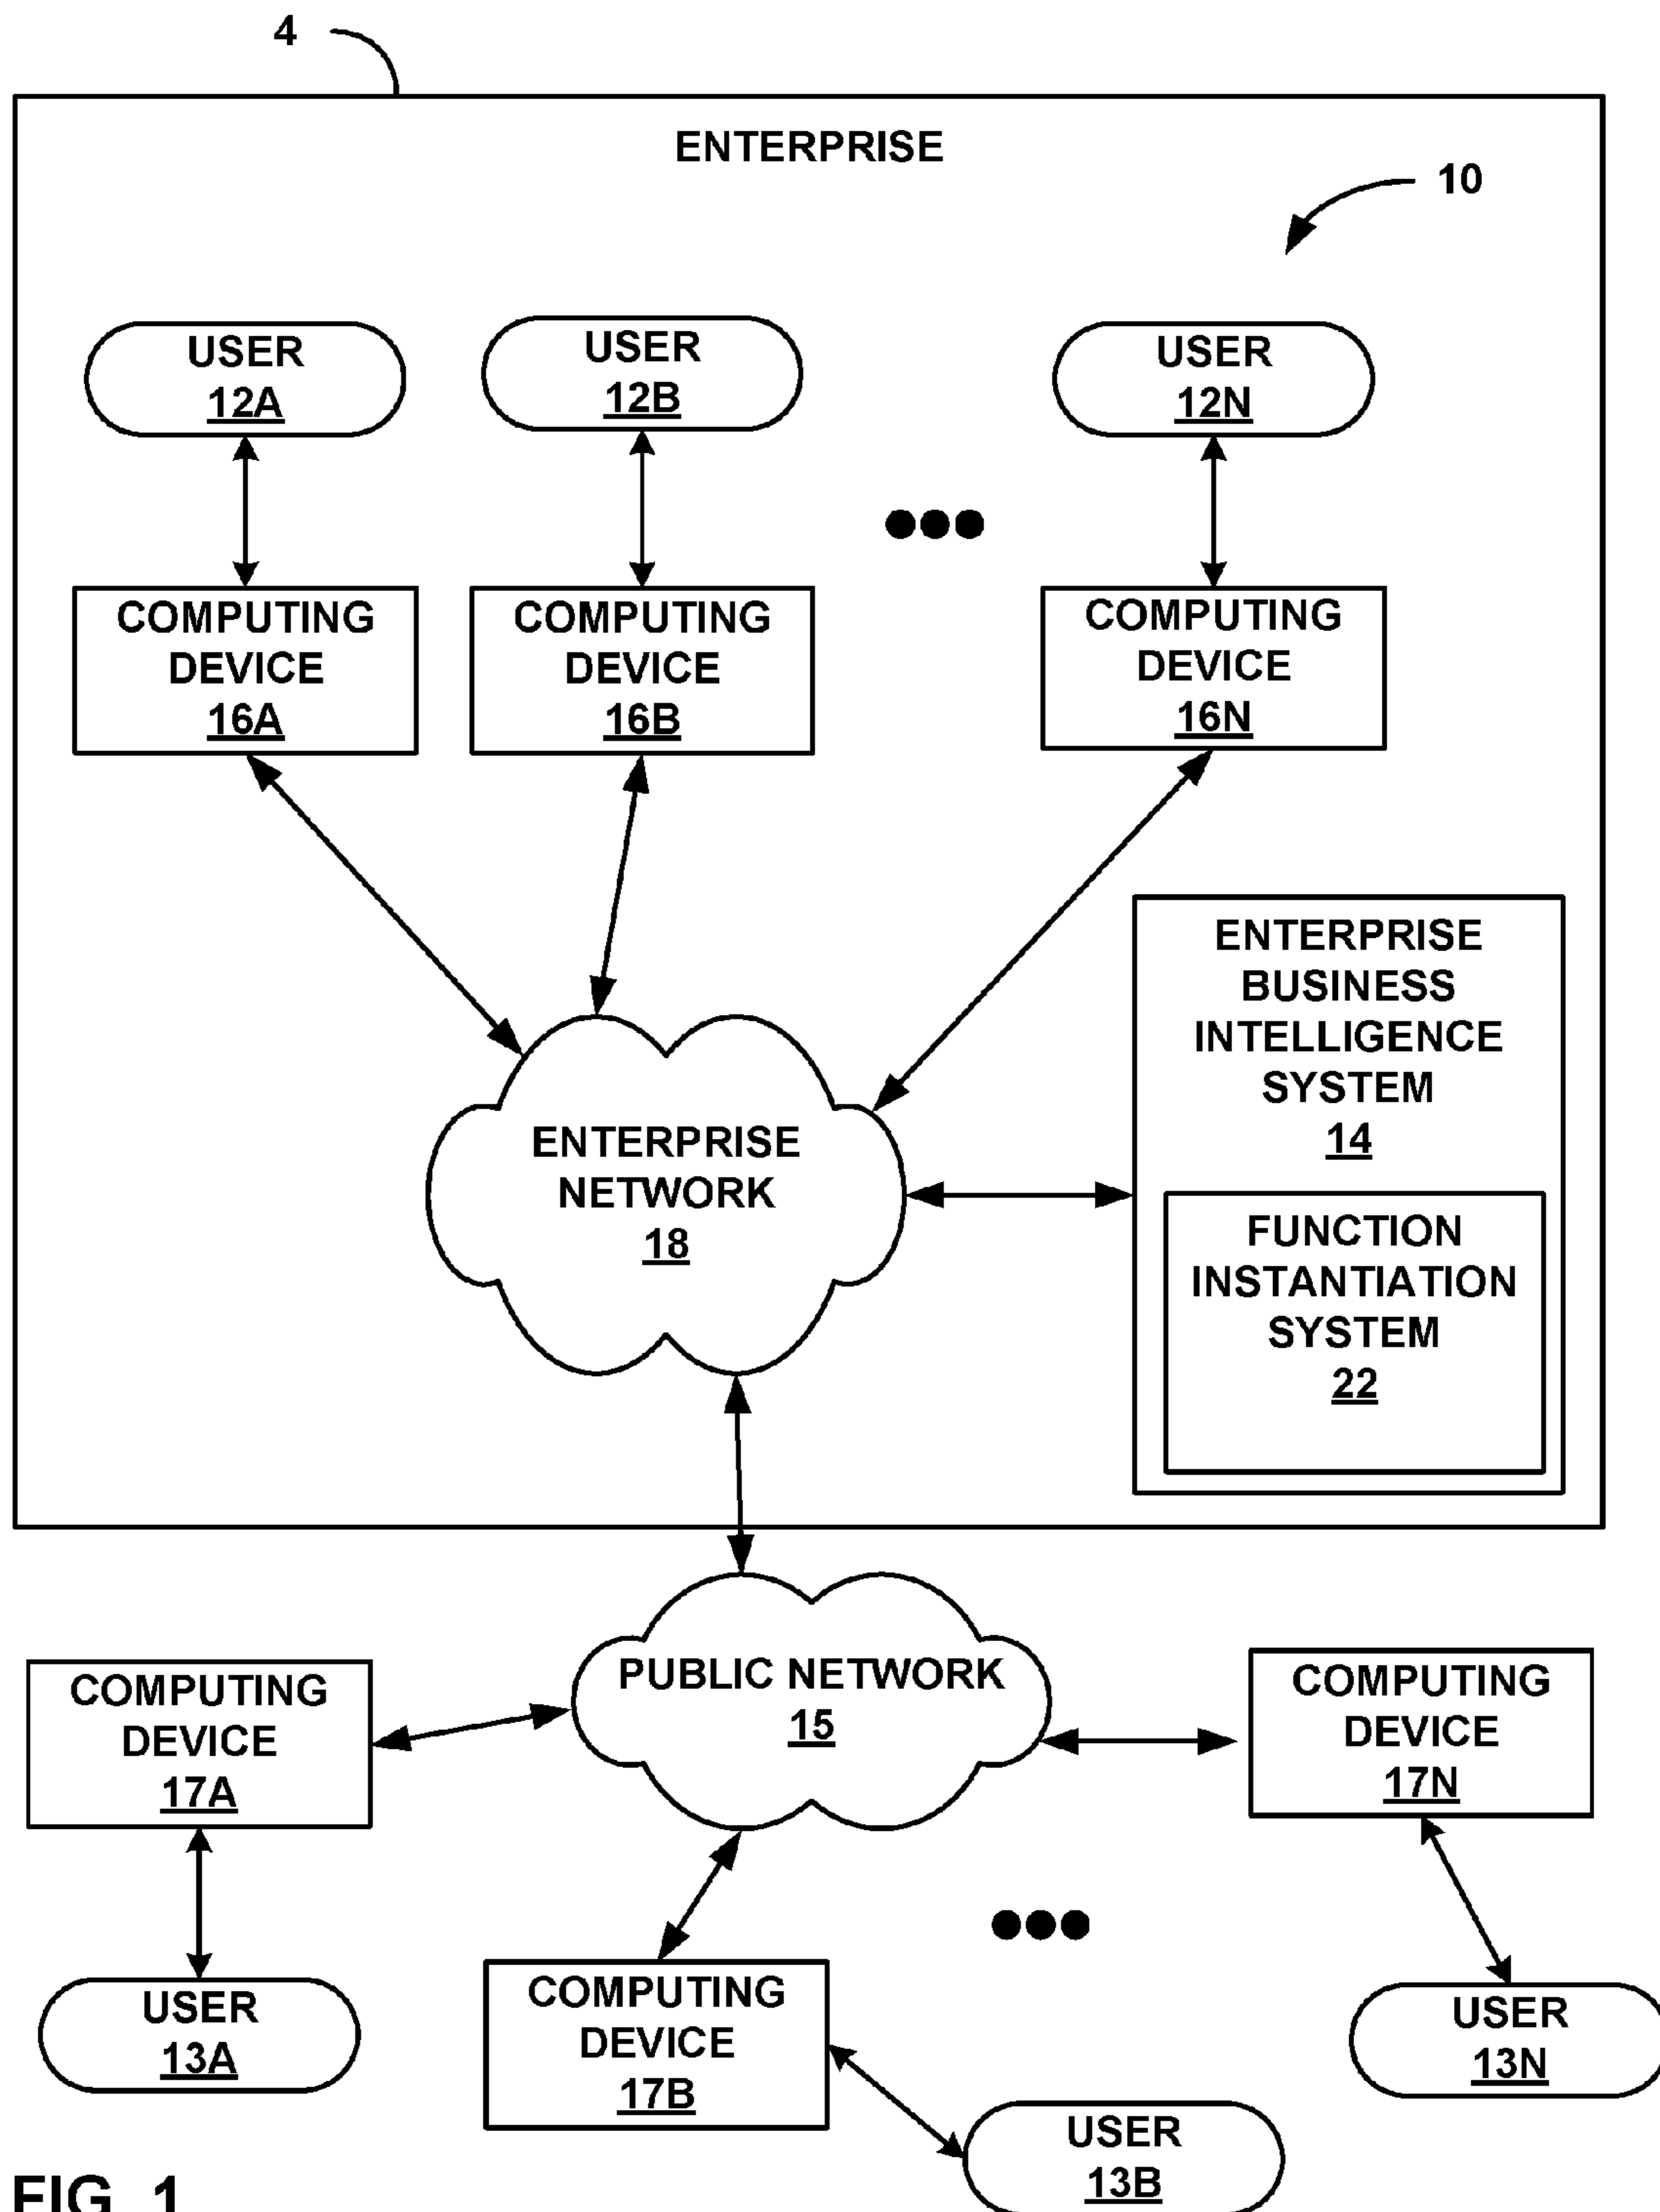 4
ENTERPRISE
10
USER
12A
USER
12B
USER
12N
COMPUTING
DEVICE
16A
COMPUTING
DEVICE
16B
COMPUTING
DEVICE
16N
ENTERPRISE
BUSINESS
INTELLIGENCE
SYSTEM
14
ENTERPRISE
NETWORK
18
FUNCTION
INSTANTIATION
SYSTEM
22
PUBLIC NETWORK
15
COMPUTING
DEVICE
17A
COMPUTING
DEVICE
17N
USER
13A
COMPUTING
DEVICE
17B
USER
13N
USER
13B
FIG. 1